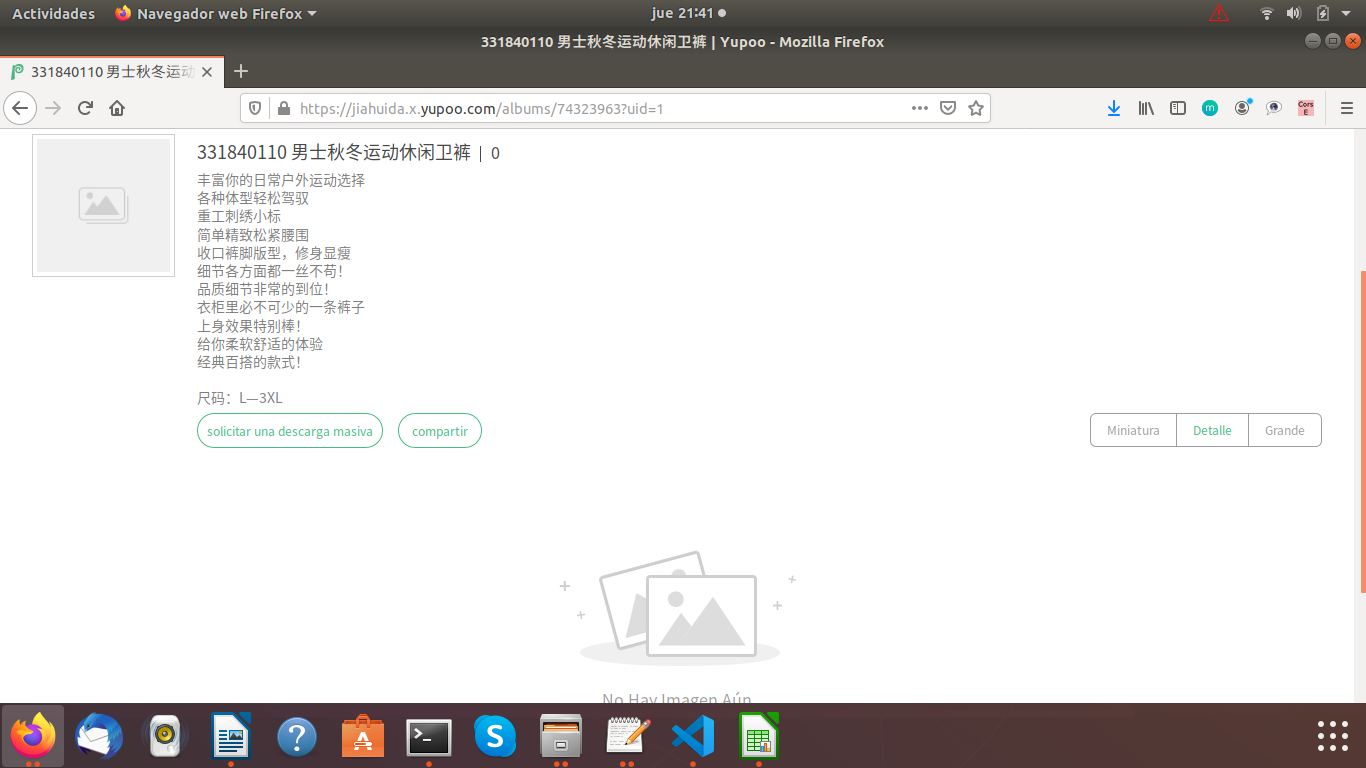 Actividades
Navegador web Firefox
jue 21:41
331840110 男士秋冬运动休闲卫裤 | Yupoo - Mozilla Firefox
331840110 男士秋冬运动
https://jiahuida.x.yupoo.com/albums/74323963?uid=1
m
Cors
E
331840110 男士秋冬运动休闲卫裤 | 0
丰富你的日常户外运动选择
各种体型轻松驾驭
重工刺绣小标
简单精致松紧腰围
收口裤脚版型，修身显瘦
细节各方面都一丝不苟！
品质细节非常的到位！
衣柜里必不可少的一条裤子
上身效果特别棒！
给你柔软舒适的体验
经典百搭的款式！
尺码：L—3XL
solicitar una descarga masiva
compartir
Miniatura
Detalle
Grande
No Hay Imagen Aún